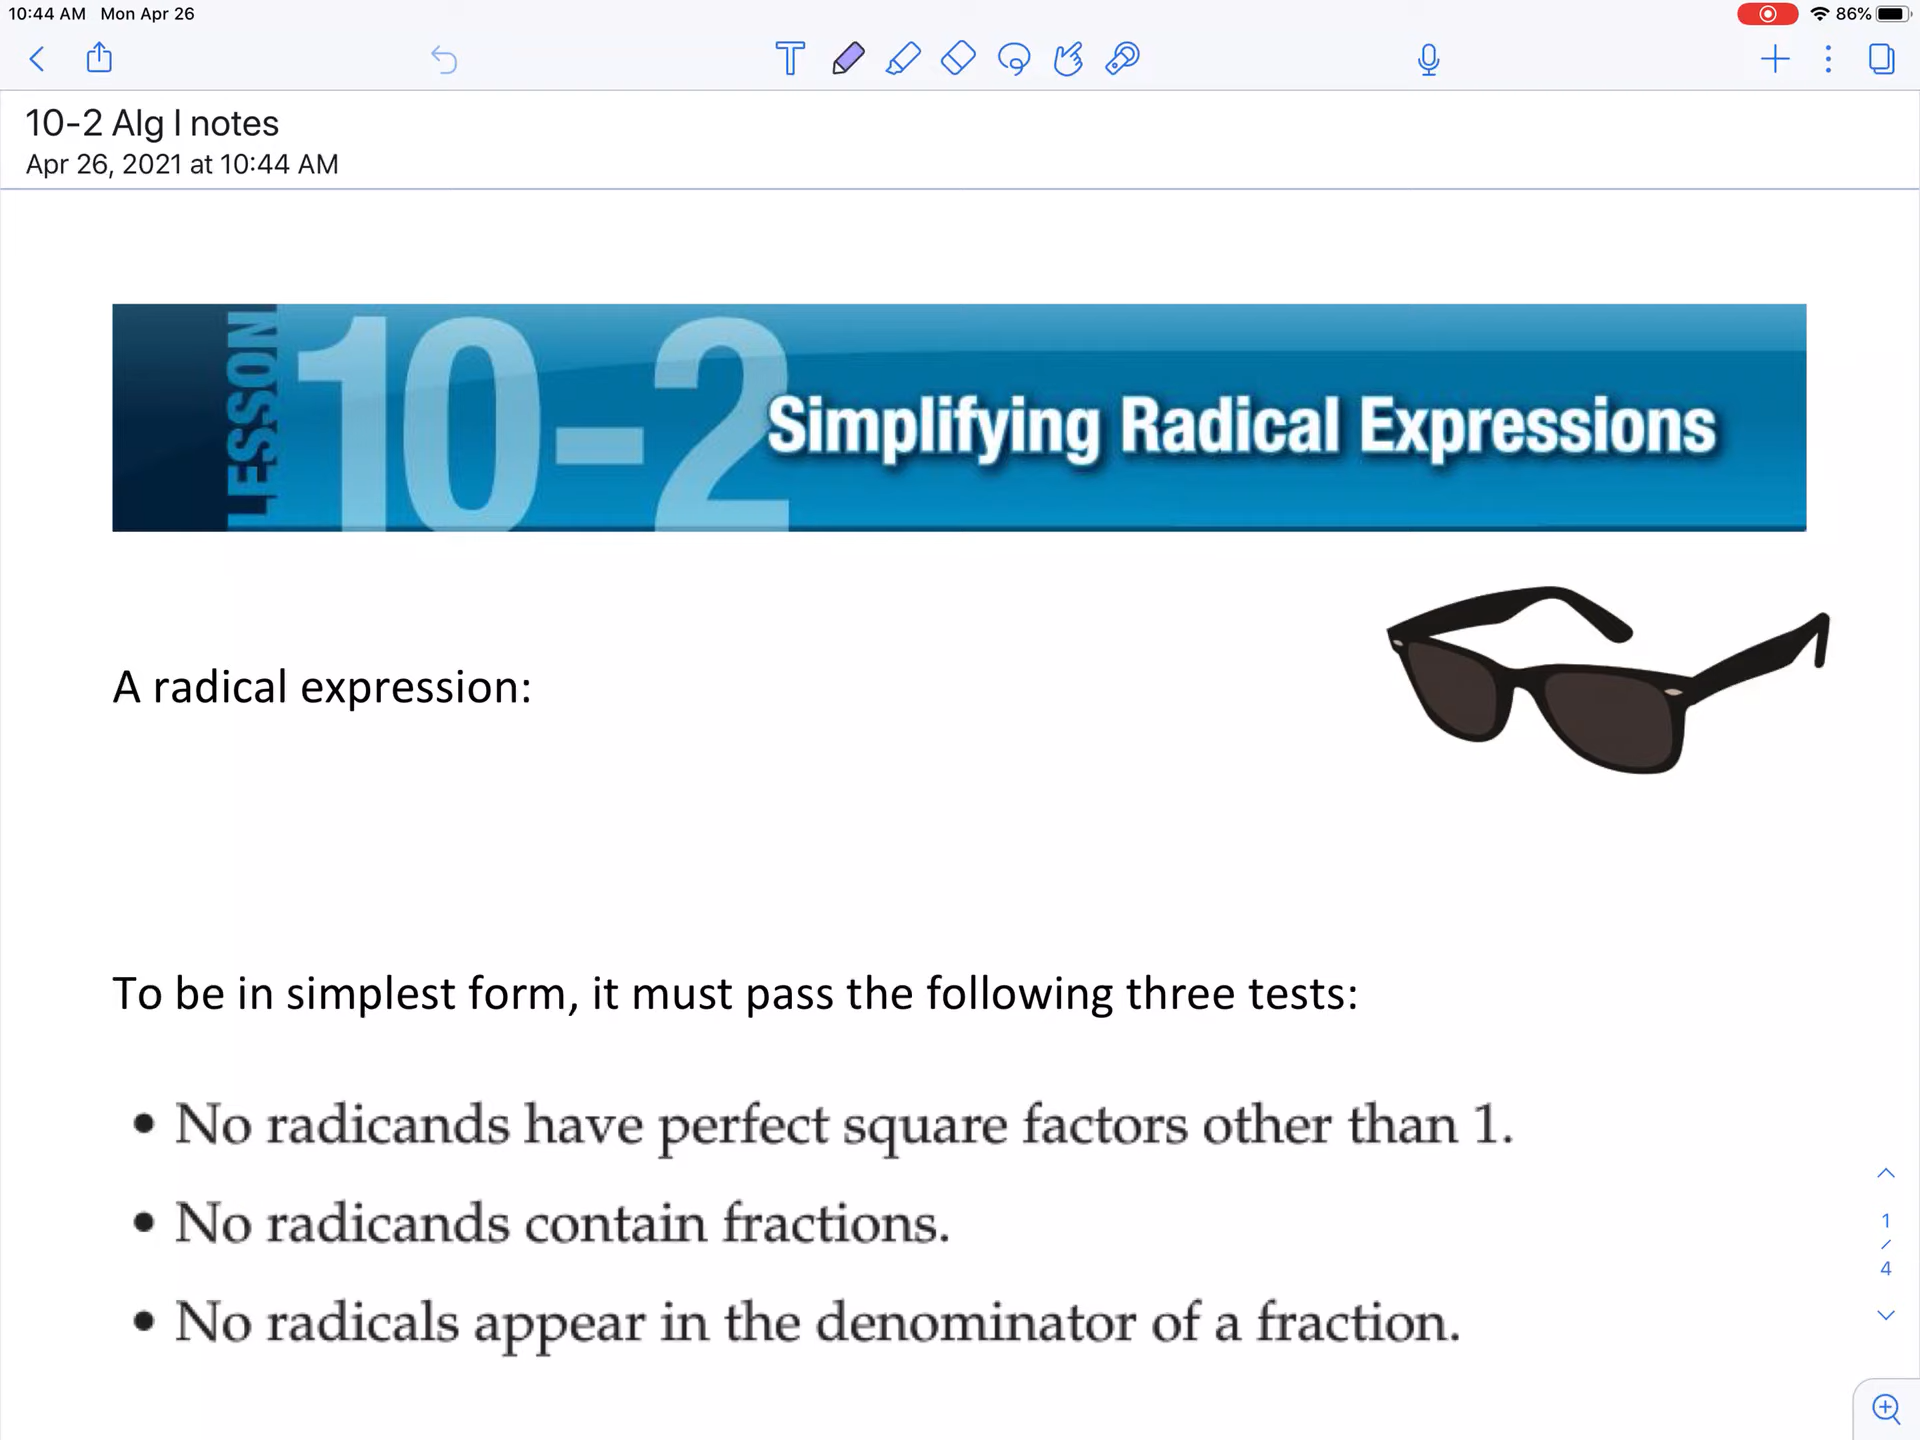 10:44 AM Mon Apr 26
86%
10-2 Alg I notes
Apr 26, 2021 at 10:44 AM
LESSON 10-2 Simplifying Radical Expressions
A radical expression:
To be in simplest form, it must pass the following three tests:
• No radicands have perfect square factors other than 1.
• No radicands contain fractions.
• No radicals appear in the denominator of a fraction.
1
/
4